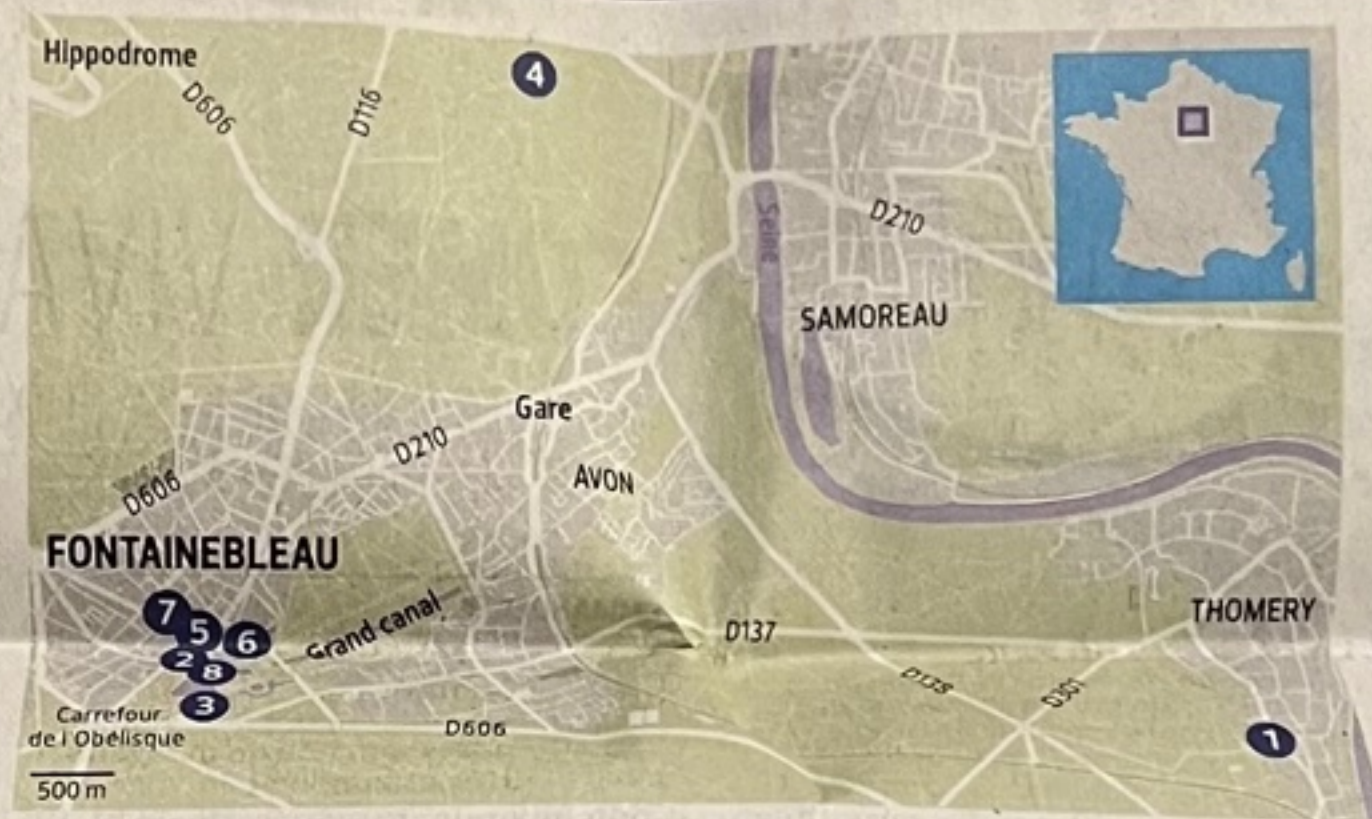 Hippodrome
4
D606
D116
Seine
D210
SAMOREAU
Gare
D210
AVON
D606
FONTAINEBLEAU
7
5
6
2
8
3
Grand canal
D137
THOMERY
D138
D301
Carrefour
de l'Obélisque
D606
1
500 m